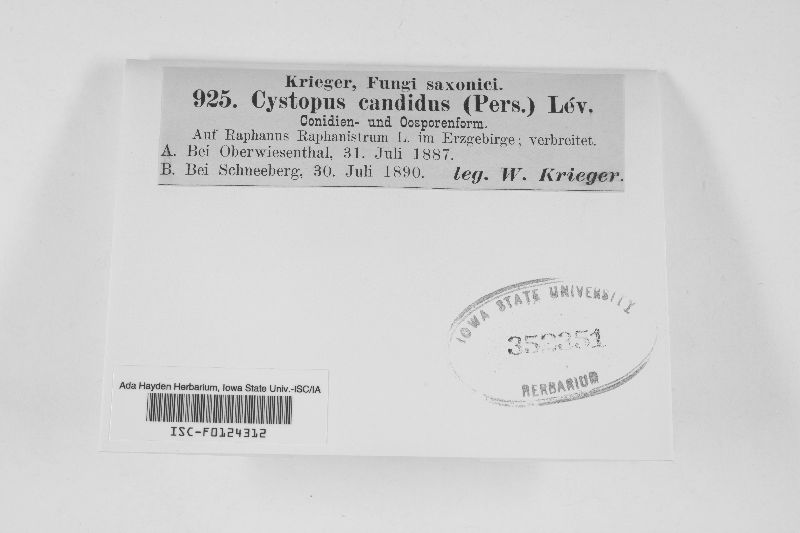 Krieger, Fungi saxonici.
925. Cystopus candidus (Pers.) Lév.
Conidien- und Oosporenform.
Auf Raphanus Raphanistrum L. im Erzgebirge; verbreitet.
A. Bei Oberwiesenthal, 31. Juli 1887.
B. Bei Schneeberg, 30. Juli 1890. leg. W. Krieger.
IOWA STATE UNIVERSITY
352351
HERBARIUM
Ada Hayden Herbarium, Iowa State Univ.-ISC/IA
ISC-F0124312